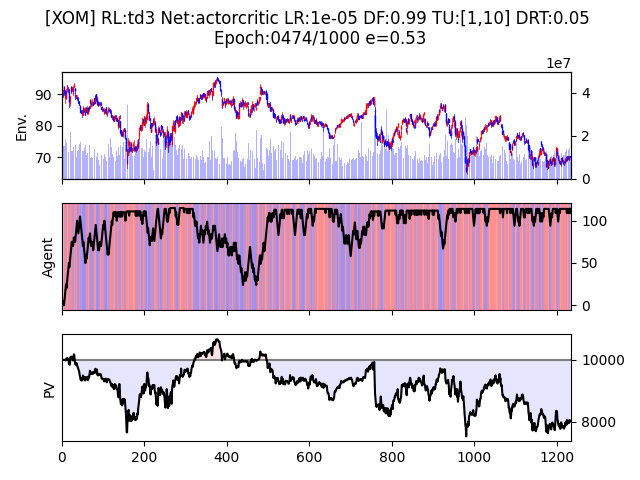 [XOM] RL:td3 Net:actorcritic LR:1e-05 DF:0.99 TU:[1,10] DRT:0.05
Epoch:0474/1000 e=0.53
1e7
Env.
90
80
70
4
2
0
Agent
100
50
0
PV
10000
8000
0 200 400 600 800 1000 1200